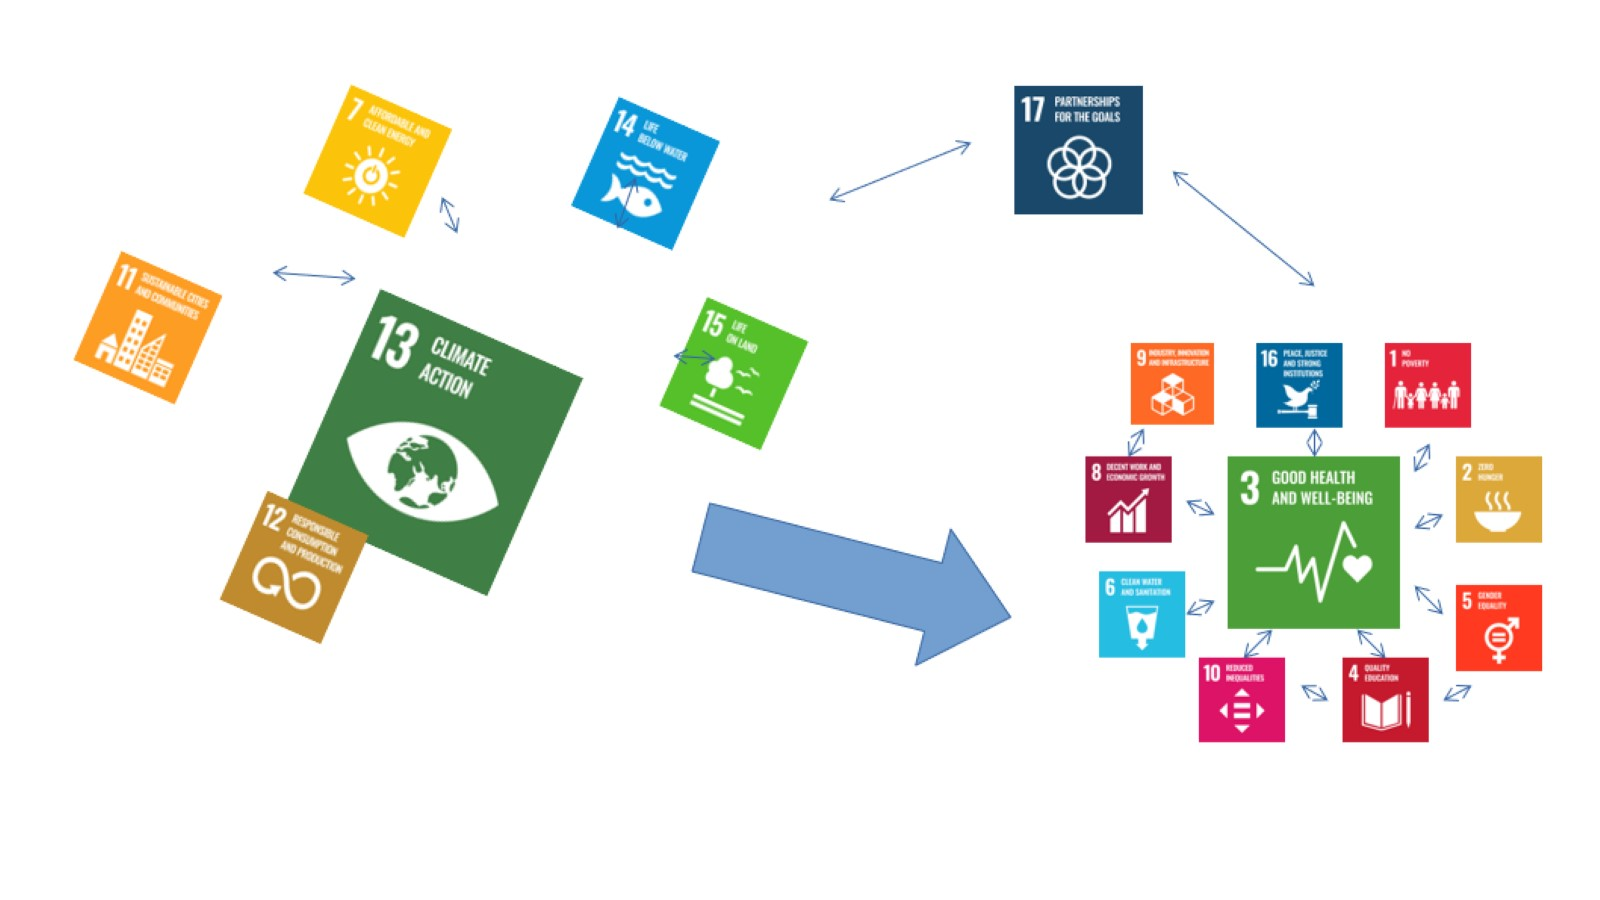 7
AFFORDABLE AND
CLEAN ENERGY
14
LIFE
BELOW WATER
17
PARTNERSHIPS
FOR THE GOALS
11
SUSTAINABLE CITIES
AND COMMUNITIES
13
CLIMATE
ACTION
15
LIFE
ON LAND
12
RESPONSIBLE
CONSUMPTION
AND PRODUCTION
9
INDUSTRY, INNOVATION
AND INFRASTRUCTURE
16
PEACE, JUSTICE
AND STRONG
INSTITUTIONS
1
NO
POVERTY
8
DECENT WORK AND
ECONOMIC GROWTH
3
GOOD HEALTH
AND WELL-BEING
2
ZERO
HUNGER
6
CLEAN WATER
AND SANITATION
5
GENDER
EQUALITY
10
REDUCED
INEQUALITIES
4
QUALITY
EDUCATION